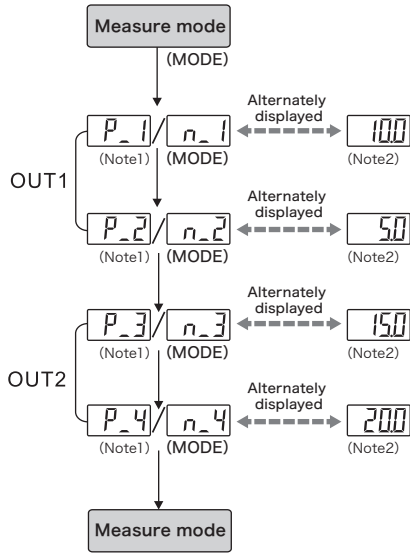 Measure mode
(MODE)
Alternately
displayed
P_1 / n_1 10.0
(Note1) (MODE) (Note2)
OUT1
Alternately
displayed
P_2 / n_2 5.0
(Note1) (MODE) (Note2)
Alternately
displayed
P_3 / n_3 15.0
(Note1) (MODE) (Note2)
OUT2
Alternately
displayed
P_4 / n_4 20.0
(Note1) (MODE) (Note2)
Measure mode